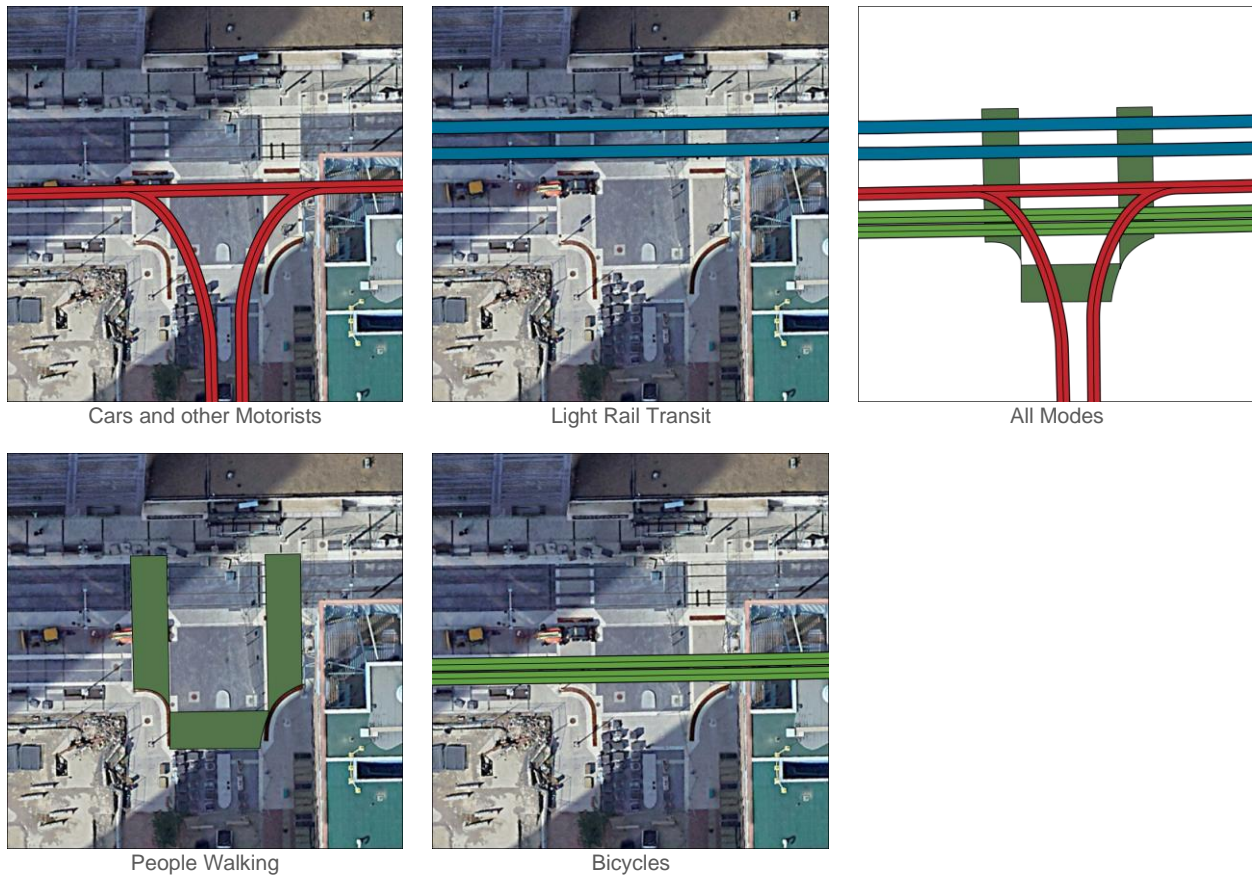 Cars and other Motorists
Light Rail Transit
All Modes
People Walking
Bicycles